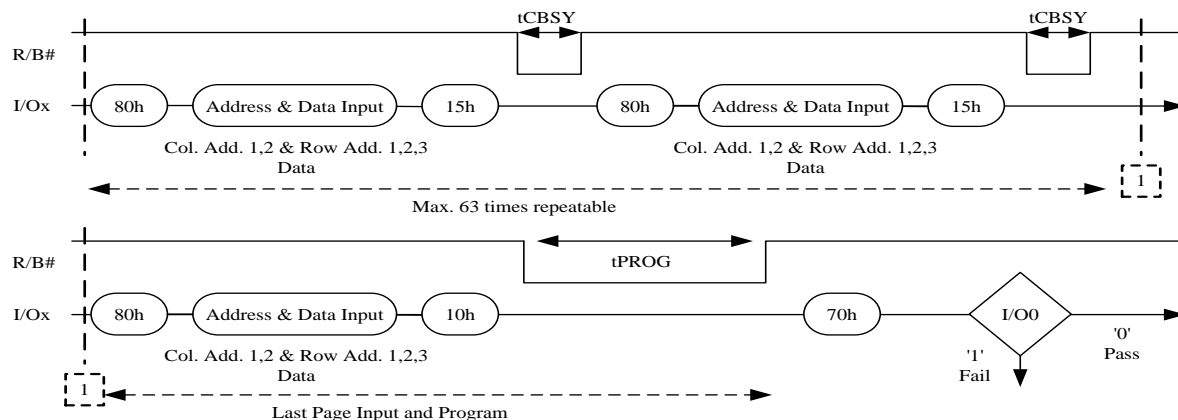 tCBSY tCBSY
R/B#
I/Ox 80h Address & Data Input 15h 80h Address & Data Input 15h
Col. Add. 1,2 & Row Add. 1,2,3 Col. Add. 1,2 & Row Add. 1,2,3
Data Data
1
Max. 63 times repeatable
R/B#
tPROG
I/Ox 80h Address & Data Input 10h 70h I/O0
'0'
Pass
Col. Add. 1,2 & Row Add. 1,2,3
'1'
Data
Fail
1
Last Page Input and Program